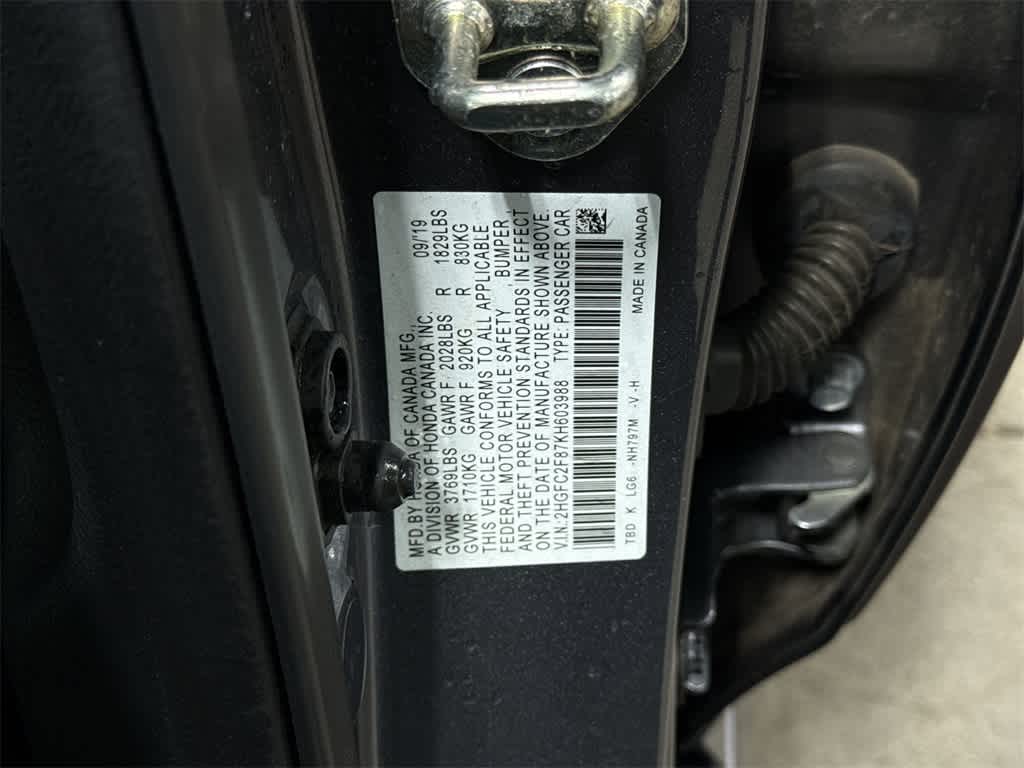 MFD BY HONDA OF CANADA MFG., 09/19
A DIVISION OF HONDA CANADA INC.
GVWR 3769LBS GAWR F 2028LBS R 1829LBS
GVWR 1710KG GAWR F 920KG R 830KG
THIS VEHICLE CONFORMS TO ALL APPLICABLE
FEDERAL MOTOR VEHICLE SAFETY , BUMPER ,
AND THEFT PREVENTION STANDARDS IN EFFECT
ON THE DATE OF MANUFACTURE SHOWN ABOVE.
V.I.N: 2HGFC2F87KH603988 TYPE: PASSENGER CAR
TBD K LG6 -NH797M -V -H MADE IN CANADA